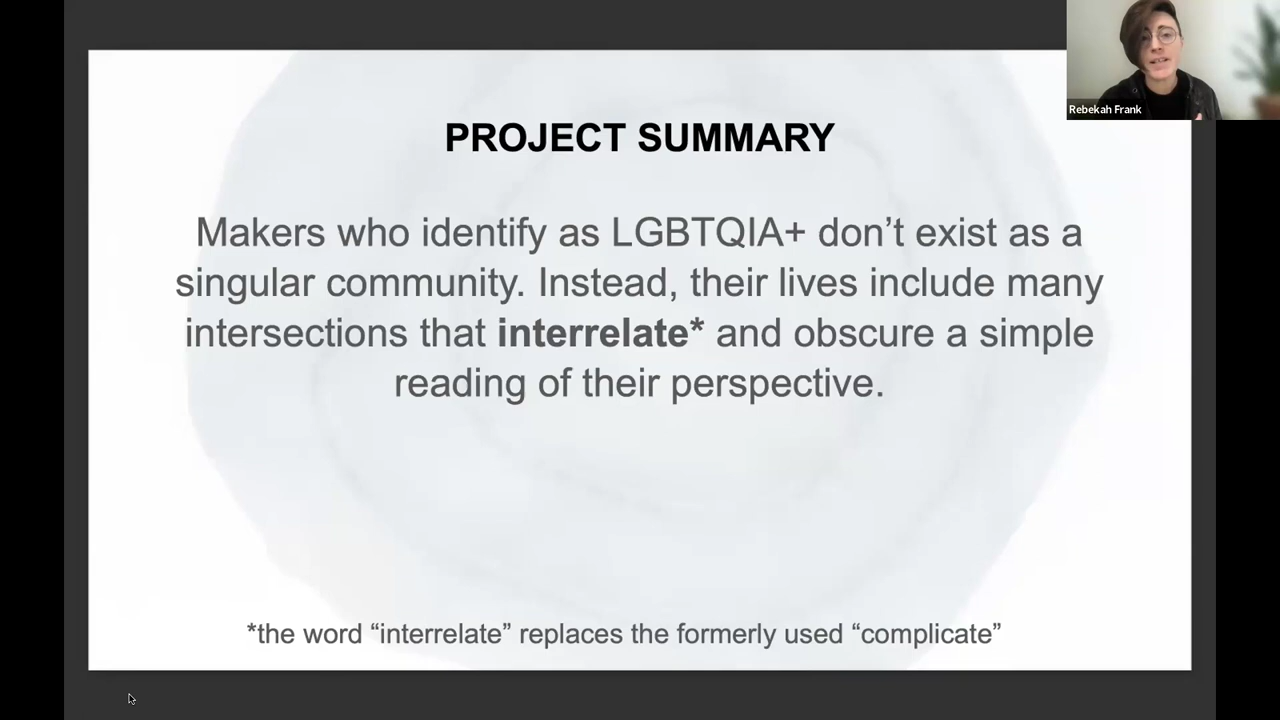 PROJECT SUMMARY
Makers who identify as LGBTQIA+ don’t exist as a
singular community. Instead, their lives include many
intersections that interrelate* and obscure a simple
reading of their perspective.
*the word “interrelate” replaces the formerly used “complicate”
Rebekah Frank